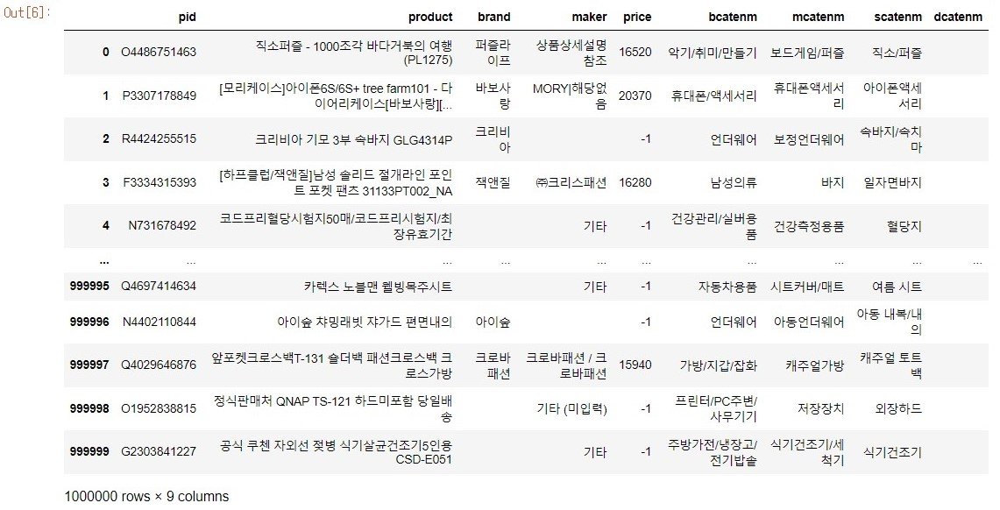 Out[6]:
pid product brand maker price bcatenm mcatenm scatenm dcatenm
0 O4486751463 직소퍼즐 - 1000조각 바다거북의 여행 (PL1275) 퍼즐라이프 상품상세설명 참조 16520 악기/취미/만들기 보드게임/퍼즐 직소/퍼즐
1 P3307178849 [모리케이스]아이폰6S/6S+ tree farm101 - 다이어리케이스[바보사랑][... 바보사랑 MORY|해당없음 20370 휴대폰/액세서리 휴대폰액세서리 아이폰액세서리
2 R4424255515 크리비아 기모 3부 속바지 GLG4314P 크리비아 -1 언더웨어 보정언더웨어 속바지/속치마
3 F3334315393 [하프클럽/잭앤질]남성 솔리드 절개라인 포인트 포켓 팬츠 31133PT002_NA 잭앤질 ㈜크리스패션 16280 남성의류 바지 일자면바지
4 N731678492 코드프리혈당시험지50매/코드프리시험지/최장유효기간 기타 -1 건강관리/실버용품 건강측정용품 혈당지
... ... ... ... ... ... ... ... ... ...
999995 Q4697414634 카렉스 노블맨 웰빙목주시트 기타 -1 자동차용품 시트커버/매트 여름 시트
999996 N4402110844 아이숲 챠밍래빗 쟈가드 편면내의 아이숲 -1 언더웨어 아동언더웨어 아동 내복/내의
999997 Q4029646876 앞포켓크로스백T-131 숄더백 패션크로스백 크로스가방 크로바패션 크로바패션 / 크로바패션 15940 가방/지갑/잡화 캐주얼가방 캐주얼 토트백
999998 O1952838815 정식판매처 QNAP TS-121 하드미포함 당일배송 기타 (미입력) -1 프린터/PC주변/사무기기 저장장치 외장하드
999999 G2303841227 공식 쿠첸 자외선 젖병 식기살균건조기5인용 CSD-E051 기타 -1 주방가전/냉장고/전기밥솥 식기건조기/세척기 식기건조기
1000000 rows × 9 columns